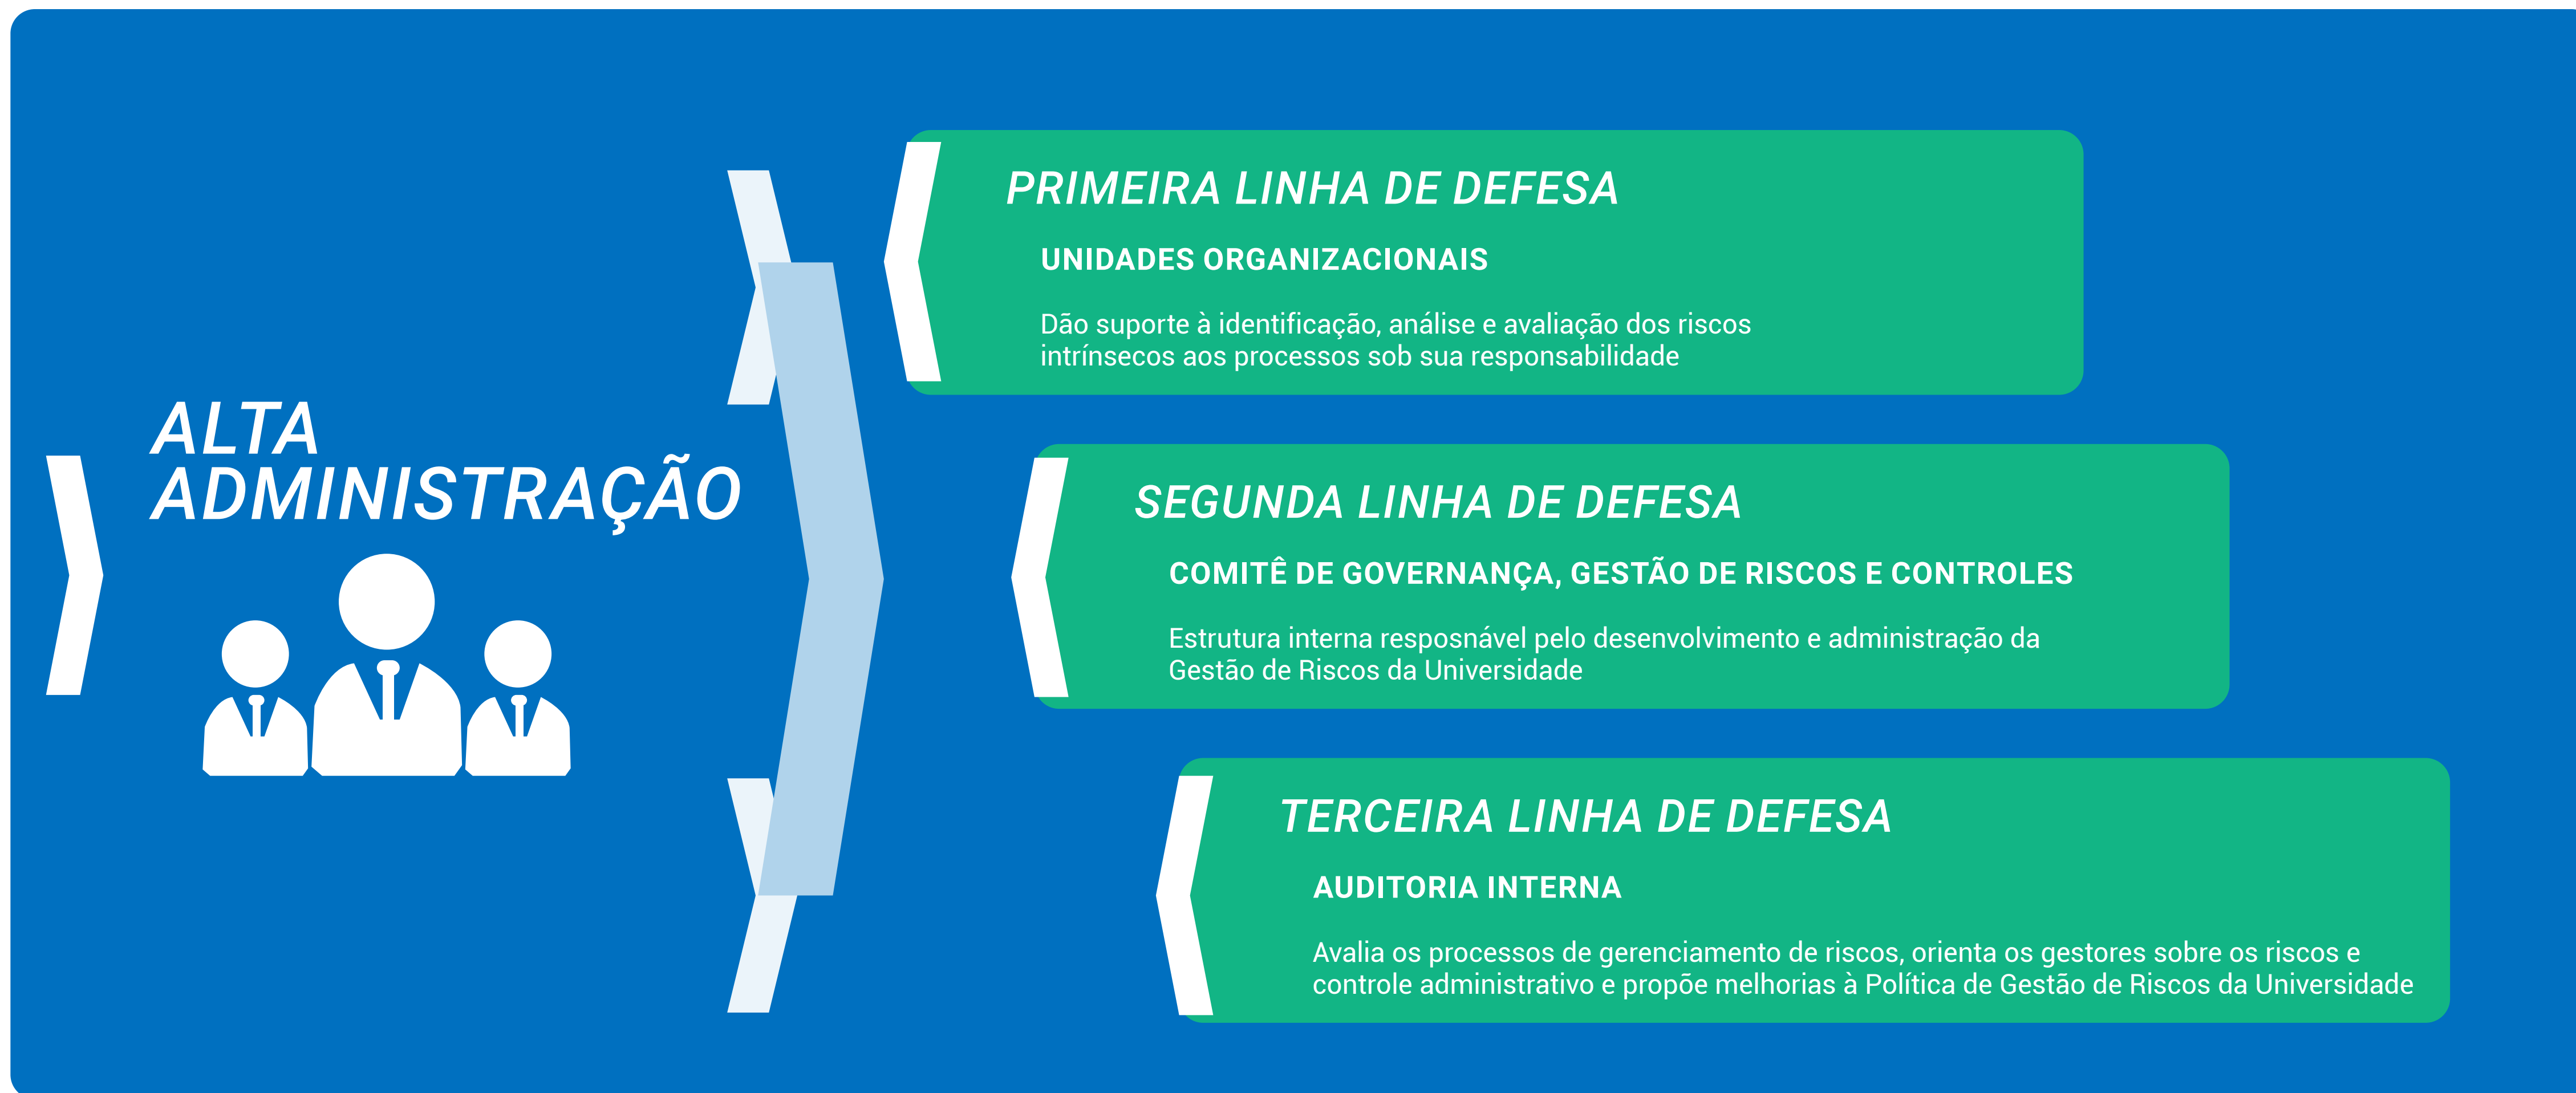 ALTA
ADMINISTRAÇÃO
PRIMEIRA LINHA DE DEFESA
UNIDADES ORGANIZACIONAIS
Dão suporte à identificação, análise e avaliação dos riscos
intrínsecos aos processos sob sua responsabilidade
SEGUNDA LINHA DE DEFESA
COMITÊ DE GOVERNANÇA, GESTÃO DE RISCOS E CONTROLES
Estrutura interna resposnável pelo desenvolvimento e administração da
Gestão de Riscos da Universidade
TERCEIRA LINHA DE DEFESA
AUDITORIA INTERNA
Avalia os processos de gerenciamento de riscos, orienta os gestores sobre os riscos e
controle administrativo e propõe melhorias à Política de Gestão de Riscos da Universidade